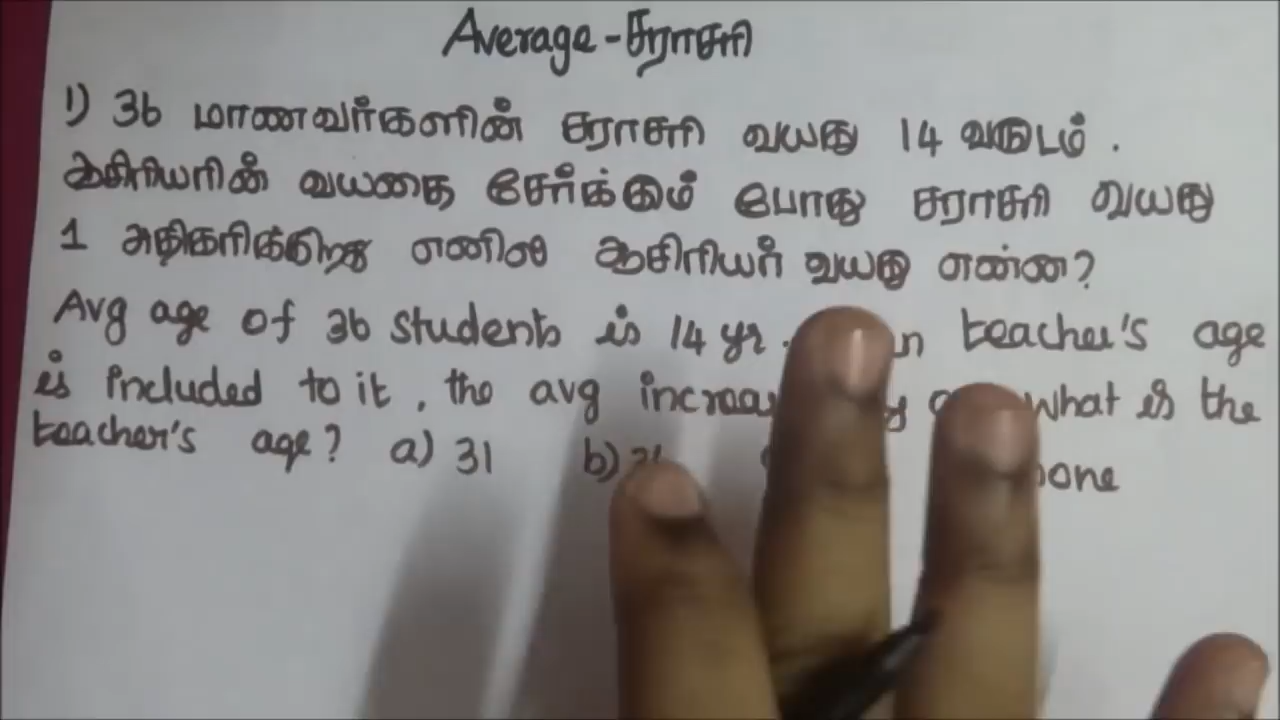 Average - சராசரி
1) 36 மாணவர்களின் சராசரி வயது 14 வருடம் .
ஆசிரியரின் வயதை சேர்க்கும் போது சராசரி வயது
1 அதிகரிக்கிறது எனில் ஆசிரியர் வயது என்ன?
Avg age of 36 students is 14 yr . teacher's age
is included to it , the avg what is the
teacher's age? a) 31 b)